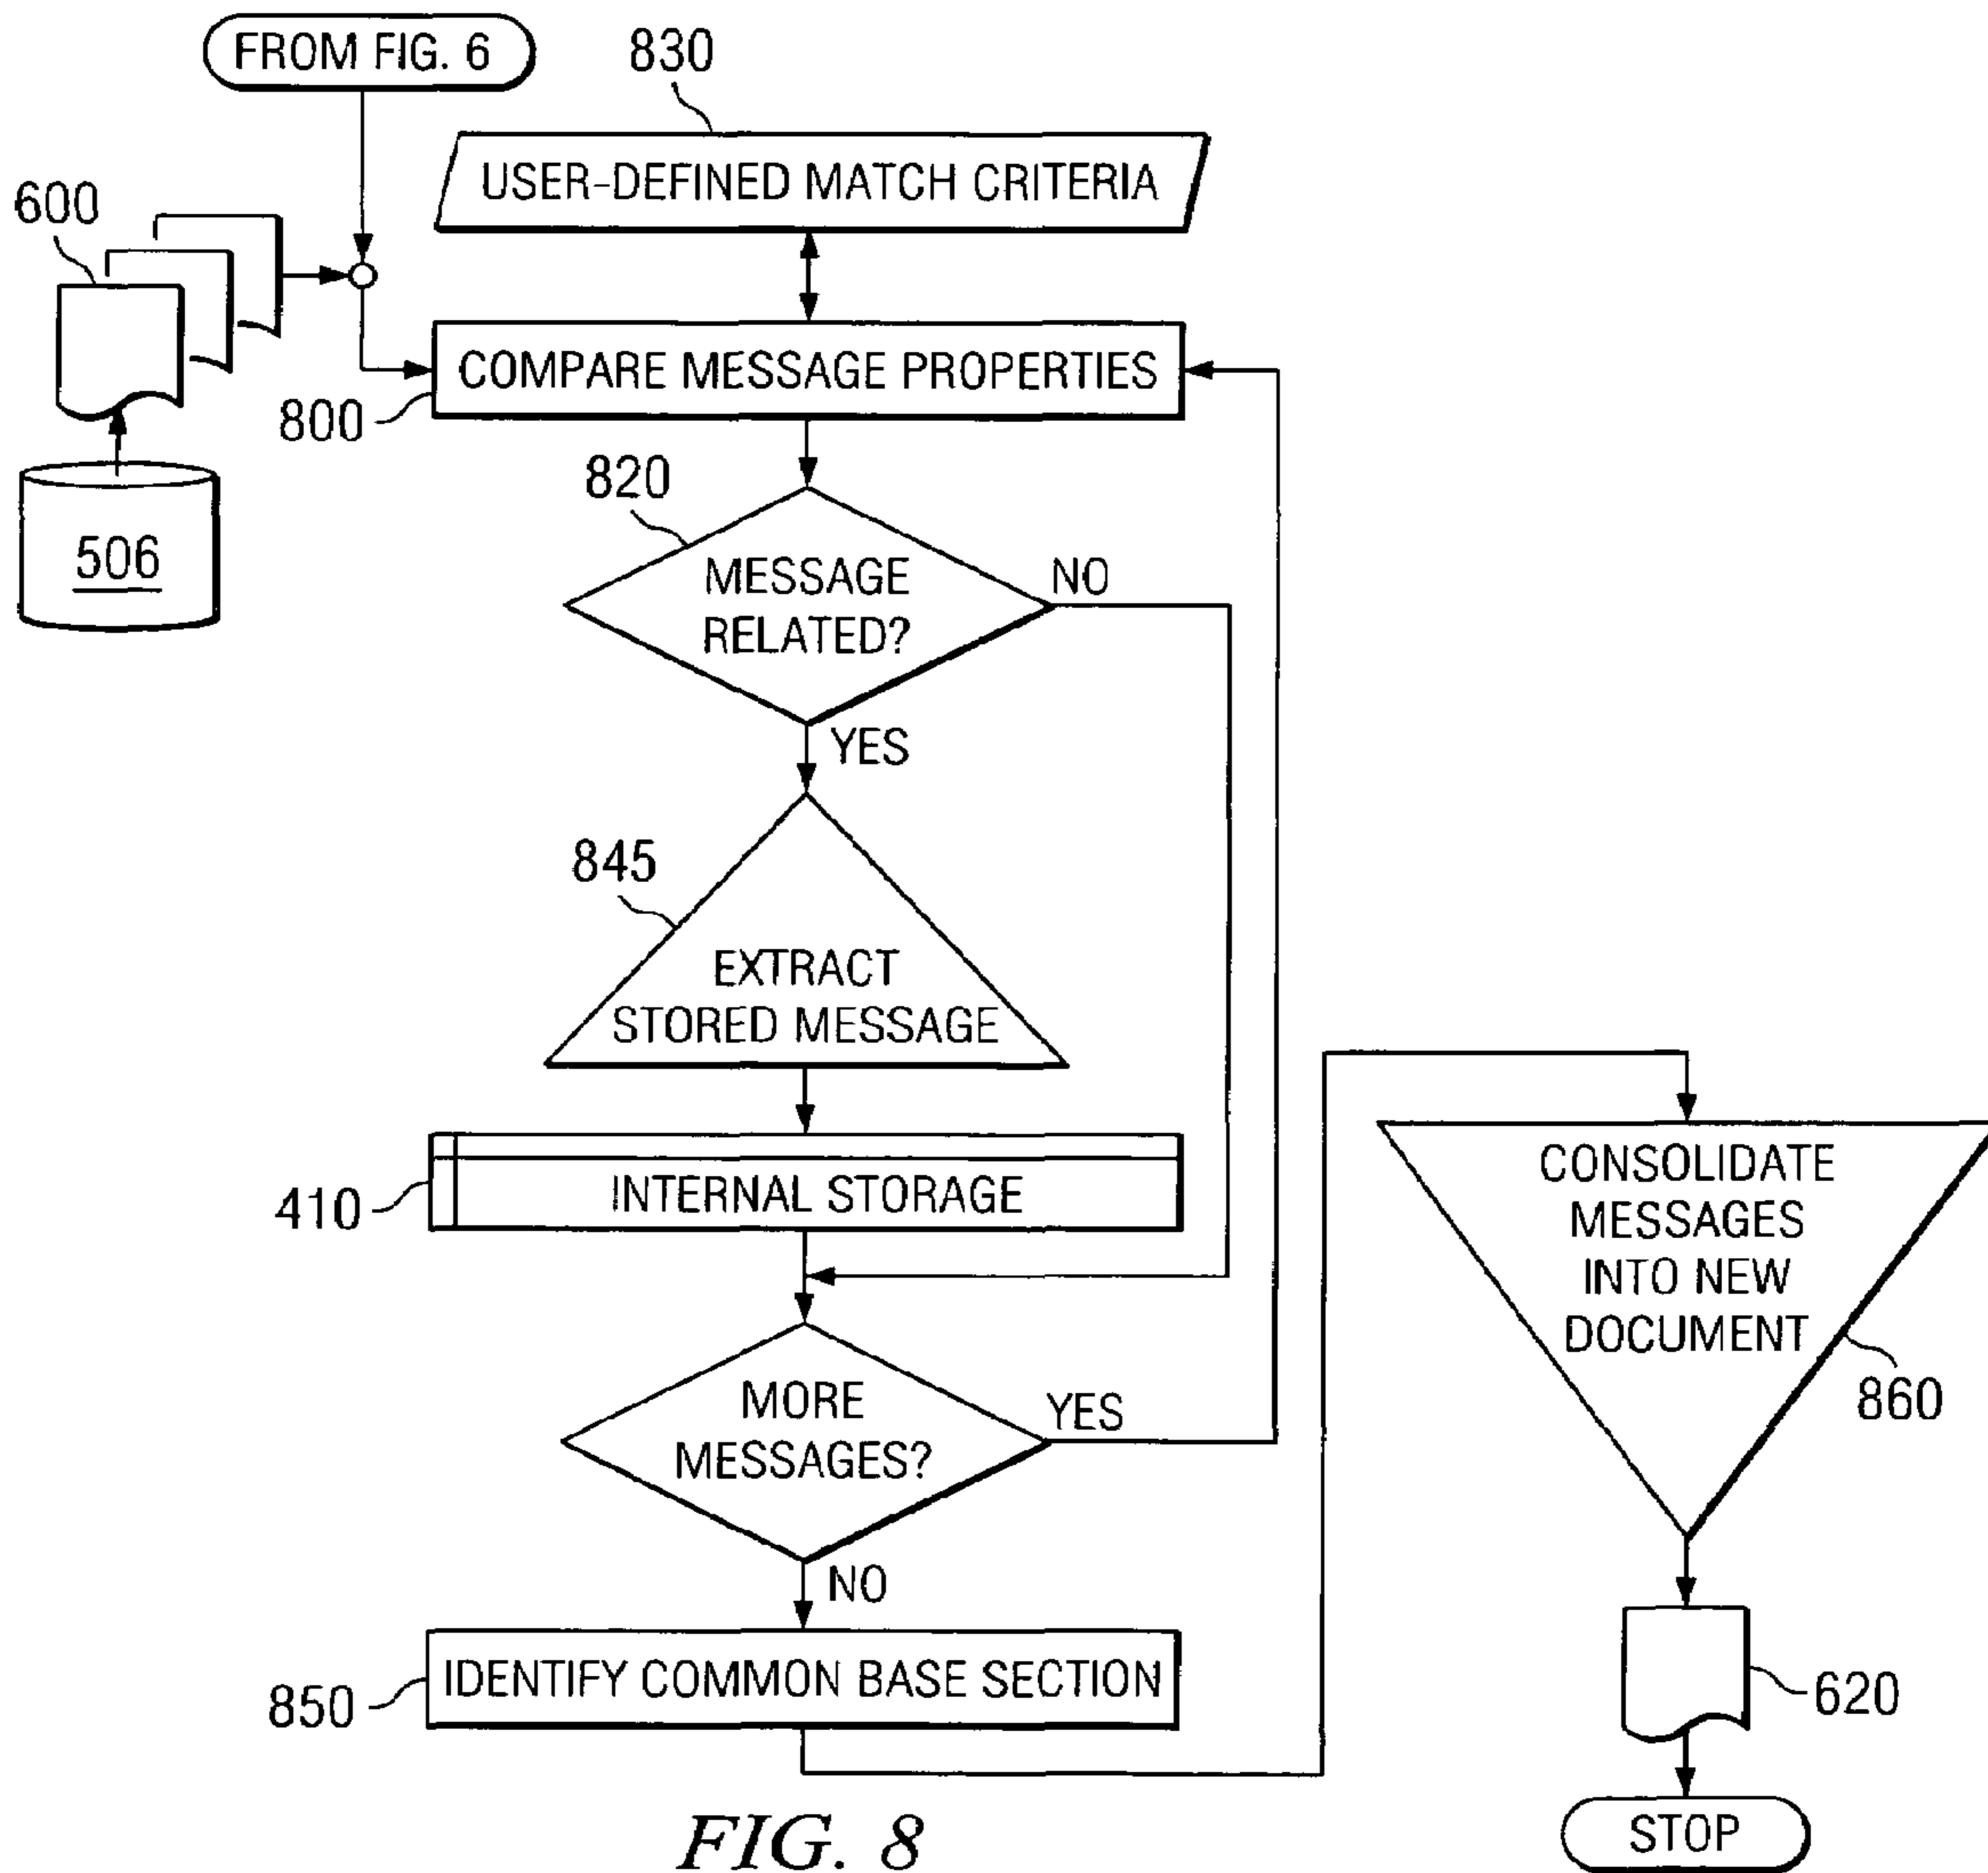 FROM FIG. 6
830
USER-DEFINED MATCH CRITERIA
600
COMPARE MESSAGE PROPERTIES
800
506
820
MESSAGE
RELATED?
NO
YES
845
EXTRACT
STORED MESSAGE
410
INTERNAL STORAGE
MORE
MESSAGES?
YES
NO
850
IDENTIFY COMMON BASE SECTION
CONSOLIDATE
MESSAGES
INTO NEW
DOCUMENT
860
620
STOP
FIG. 8